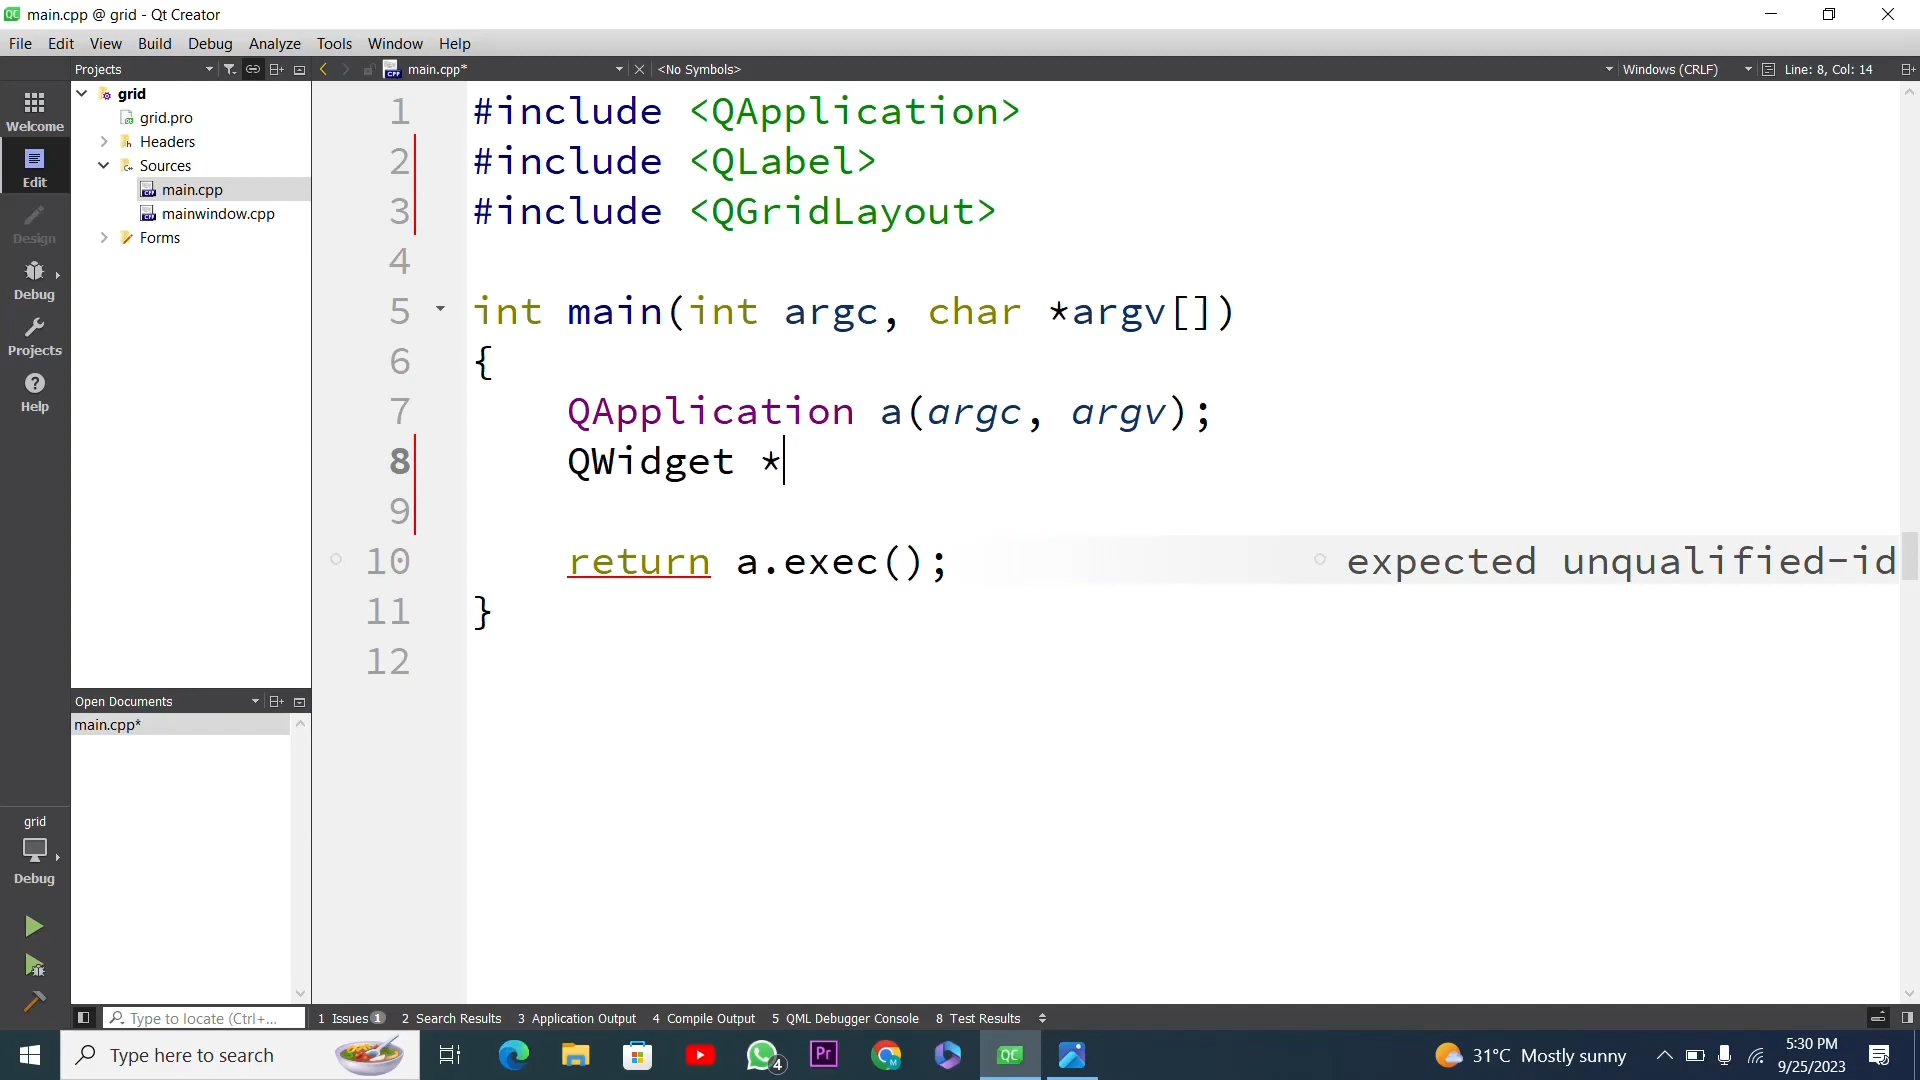 main.cpp @ grid - Qt Creator
File Edit View Build Debug Analyze Tools Window Help
Projects
main.cpp*
<No Symbols>
Windows (CRLF)
Line: 8, Col: 14
Welcome
Edit
Design
Debug
Projects
Help
grid
grid.pro
Headers
Sources
main.cpp
mainwindow.cpp
Forms
1 #include <QApplication>
2 #include <QLabel>
3 #include <QGridLayout>
4
5 int main(int argc, char *argv[])
6 {
7 QApplication a(argc, argv);
8 QWidget *
9
10 return a.exec(); expected unqualified-id
11 }
12
Open Documents
main.cpp*
grid
Debug
Type to locate (Ctrl+...
1 Issues 1 2 Search Results 3 Application Output 4 Compile Output 5 QML Debugger Console 8 Test Results
Type here to search
4
Pr
QC
31°C Mostly sunny
5:30 PM
9/25/2023